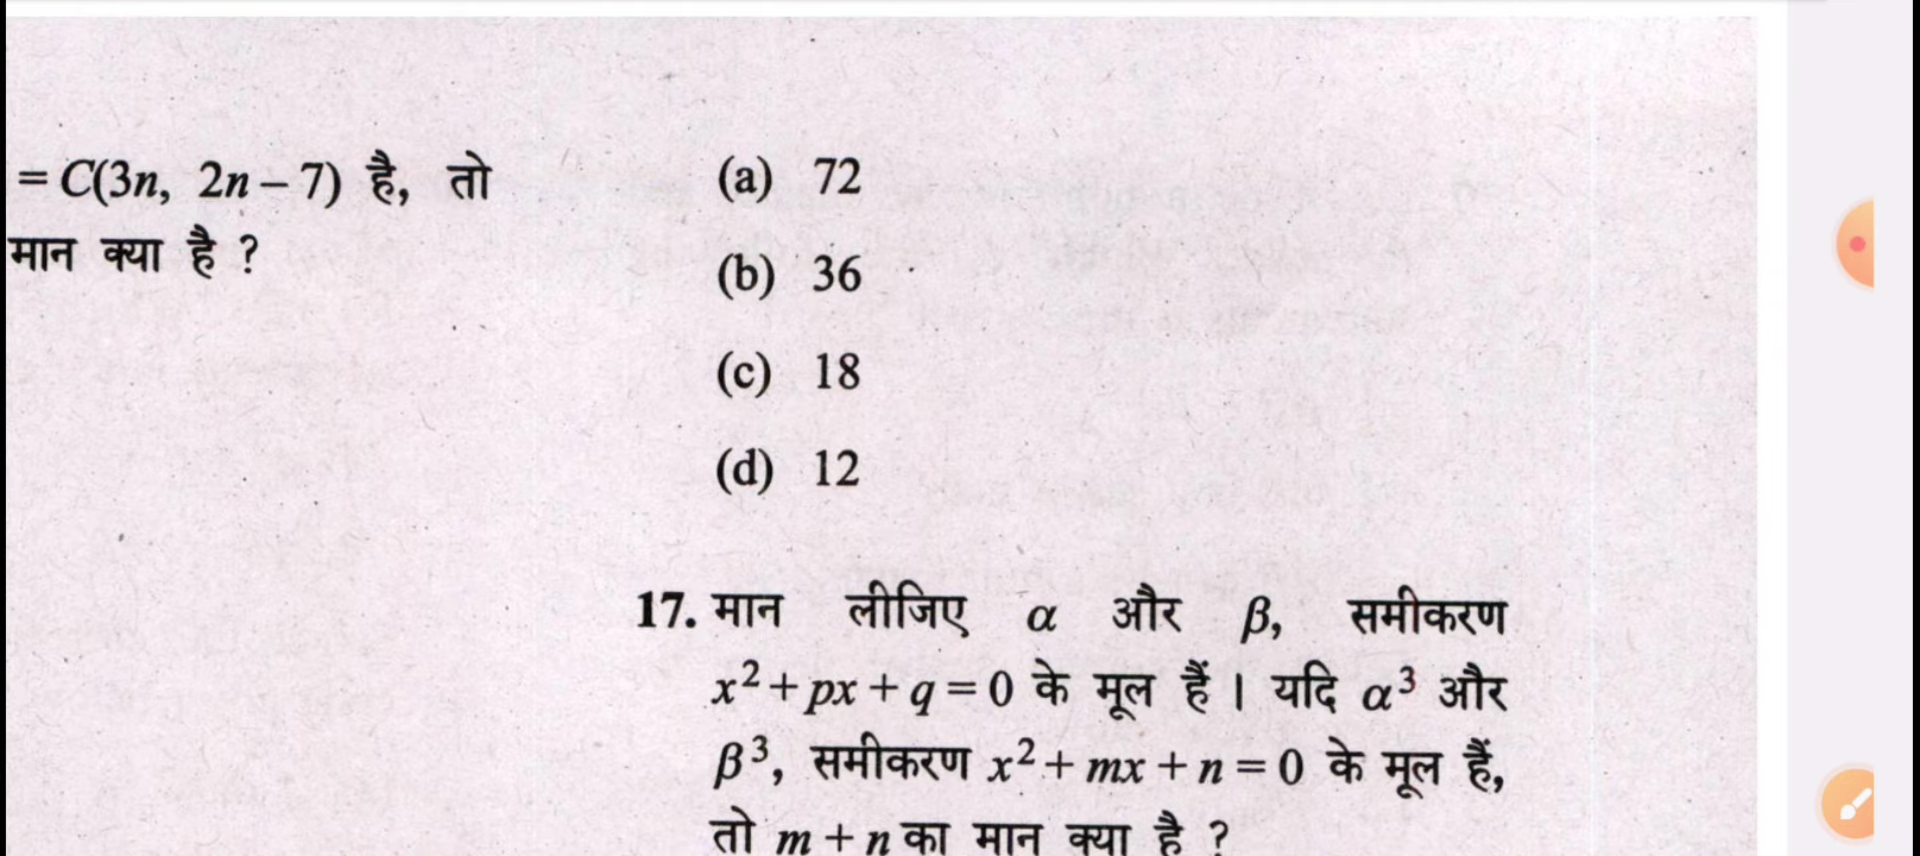 = C(3n, 2n – 7) है, तो
मान क्या है ?
(a) 72
(b) 36
(c) 18
(d) 12
17. मान लीजिए α और β, समीकरण
x² + px + q = 0 के मूल हैं । यदि α³ और
β³, समीकरण x² + mx + n = 0 के मूल हैं,
तो m + n का मान क्या है ?